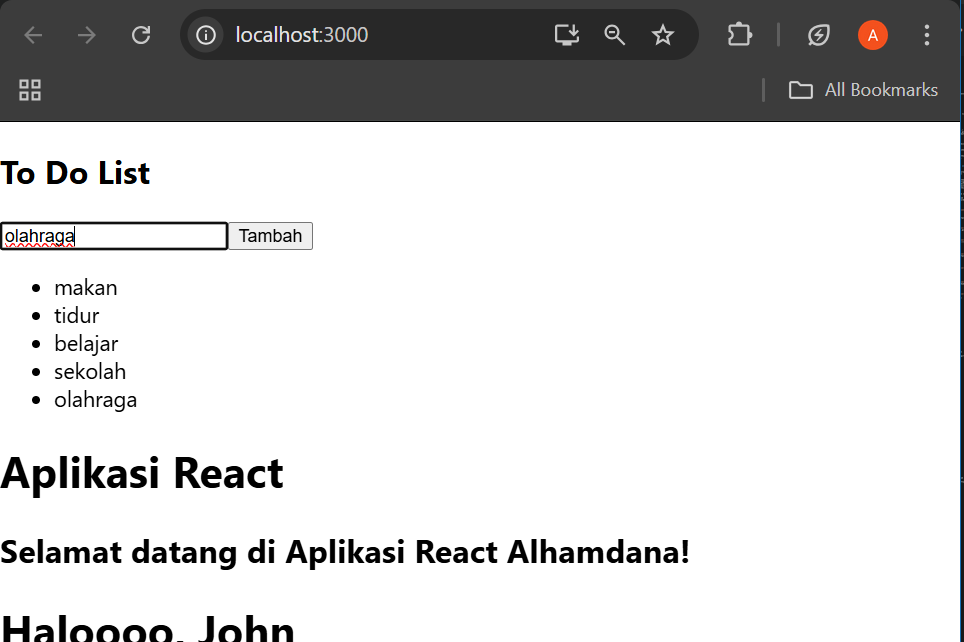 localhost:3000
A
All Bookmarks
To Do List
olahraga Tambah
makan
tidur
belajar
sekolah
olahraga
Aplikasi React
Selamat datang di Aplikasi React Alhamdana!
Haloooo, John